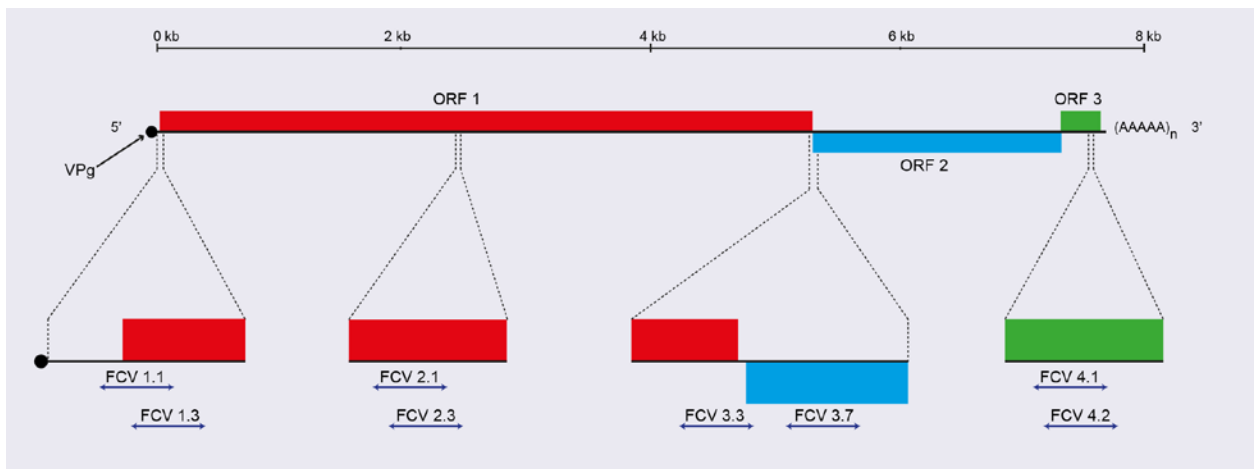 0 kb 2 kb 4 kb 6 kb 8 kb
ORF 1 ORF 3
5' (AAAAA)n 3'
VPg ORF 2
FCV 1.1 FCV 2.1 FCV 4.1
FCV 1.3 FCV 2.3 FCV 3.3 FCV 3.7 FCV 4.2